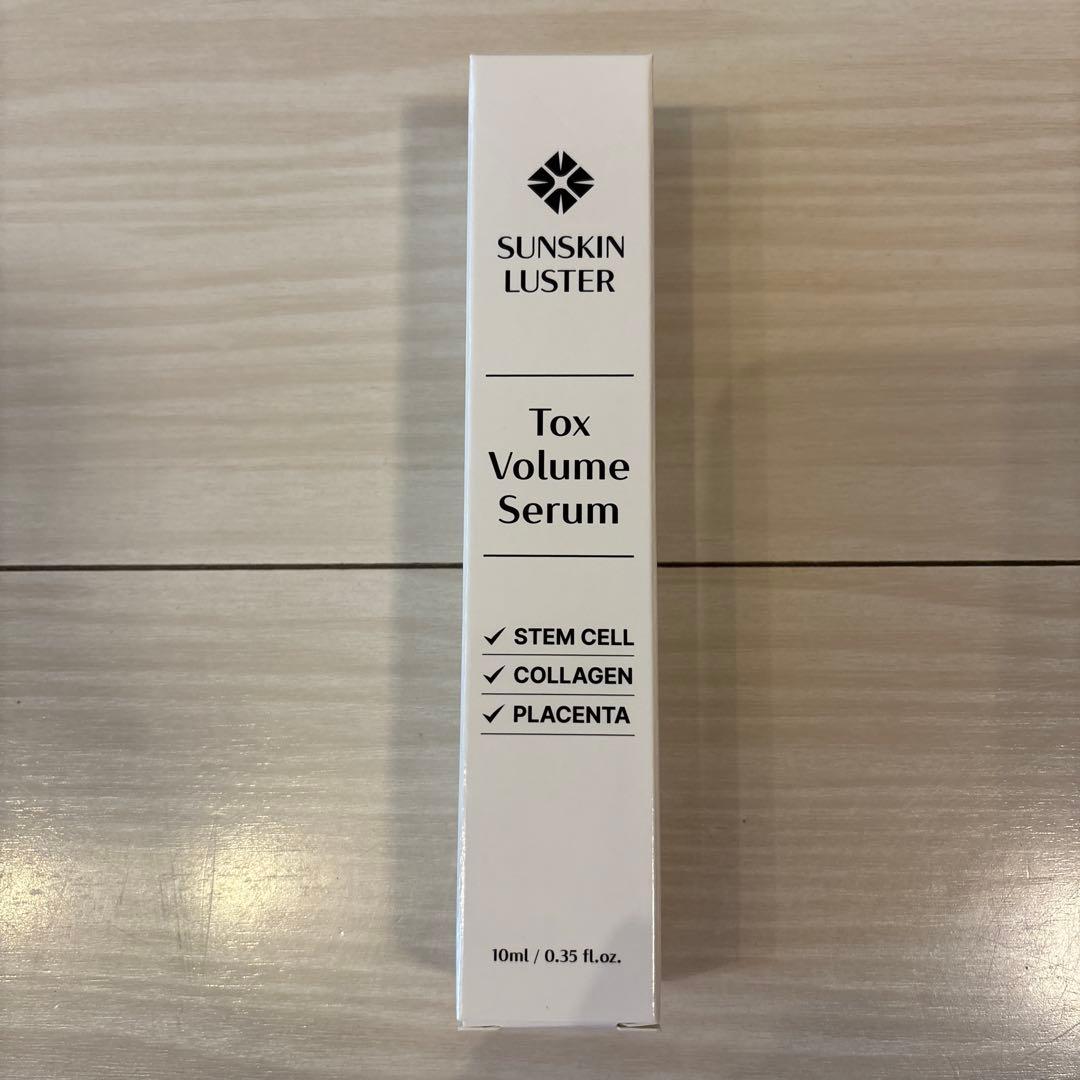 SUNSKIN
LUSTER
Tox
Volume
Serum
✓ STEM CELL
✓ COLLAGEN
✓ PLACENTA
10ml / 0.35 fl.oz.